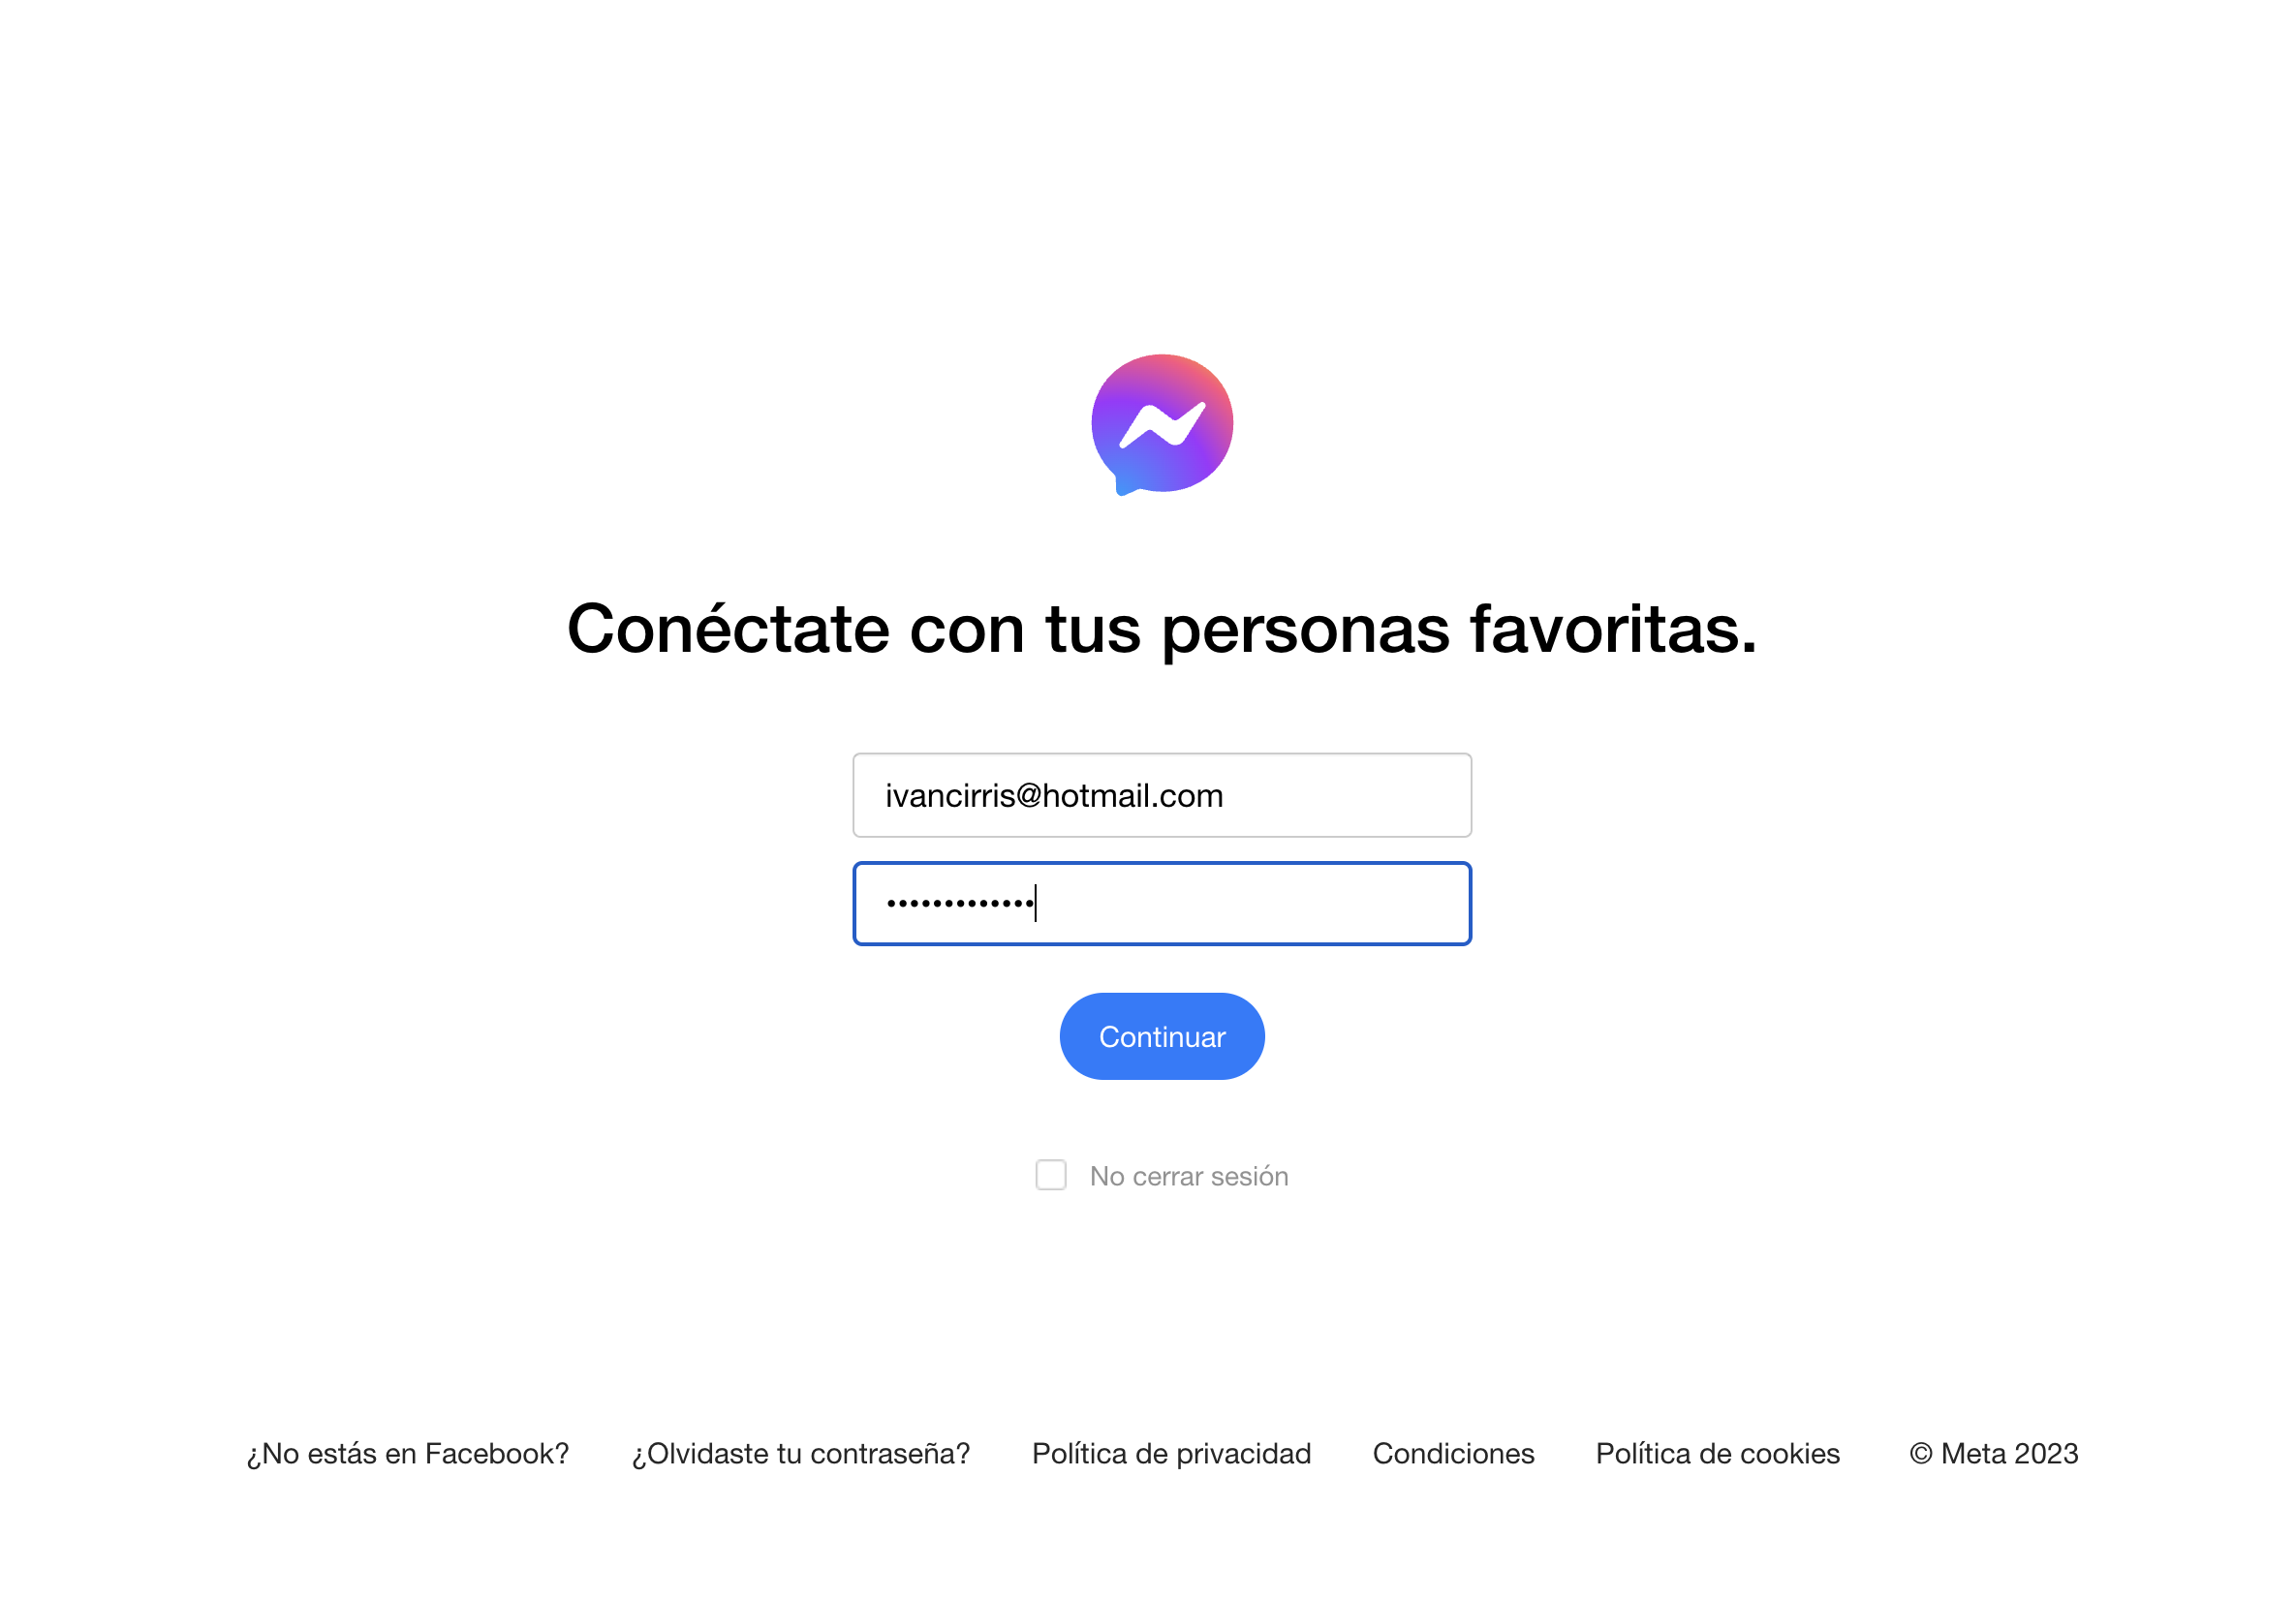 Conéctate con tus personas favoritas.
ivancirris@hotmail.com
•••••••••••••
Continuar
No cerrar sesión
¿No estás en Facebook? ¿Olvidaste tu contraseña? Política de privacidad Condiciones Política de cookies © Meta 2023